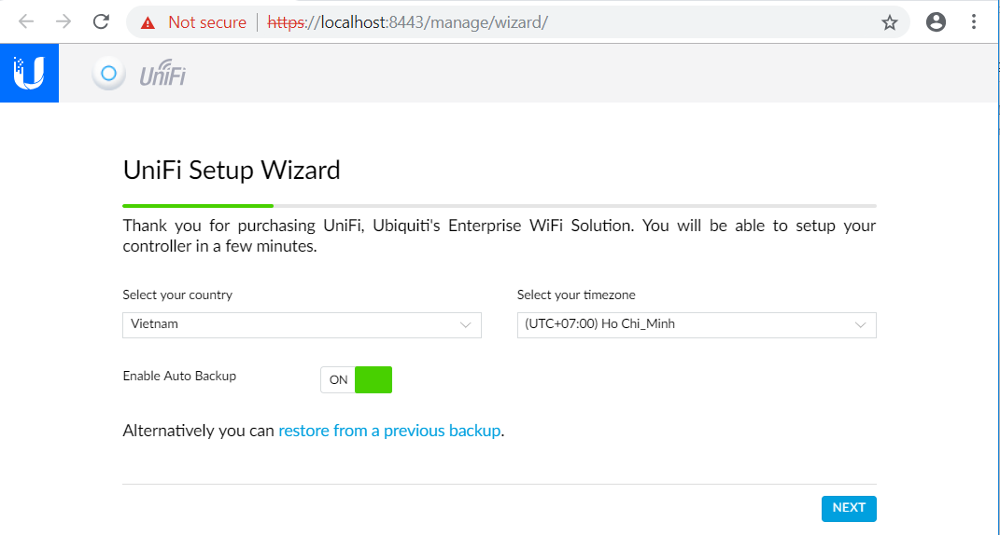 Not secure | https://localhost:8443/manage/wizard/
UniFi
UniFi Setup Wizard
Thank you for purchasing UniFi, Ubiquiti's Enterprise WiFi Solution. You will be able to setup your
controller in a few minutes.
Select your country
Select your timezone
Vietnam
(UTC+07:00) Ho Chi_Minh
Enable Auto Backup
ON
Alternatively you can restore from a previous backup.
NEXT